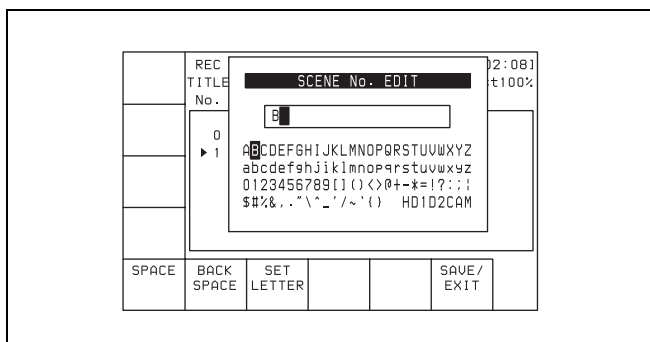 REC 02:08]
TITLE t100%
No.
SCENE No. EDIT
B
0
▶ 1
ABCDEFGHIJKLMNOPQRSTUVWXYZ
abcdefghijklmnopqrstuvwxyz
0123456789[]()<>@+-*=!?:;¦
$#%&,."\^_'/~`{} HD1D2CAM
SPACE
BACK SPACE
SET LETTER
SAVE/ EXIT